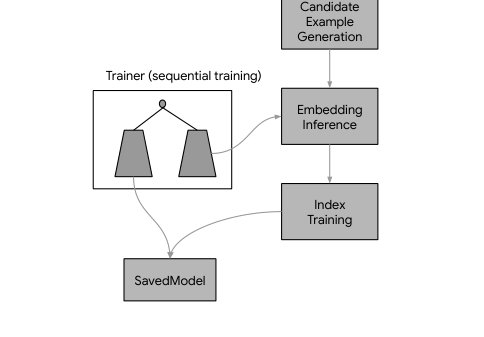 Candidate
Example
Generation
Trainer (sequential training)
Embedding
Inference
Index
Training
SavedModel